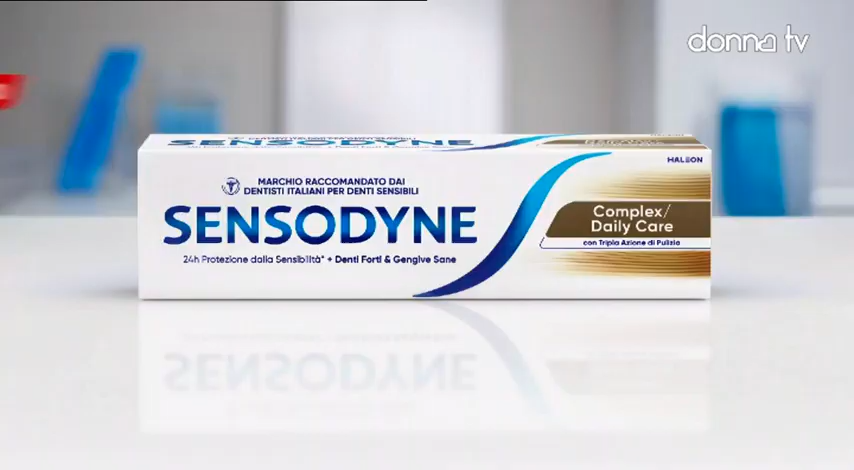 donna tv
SENSODYNE
HALEON
MARCHIO RACCOMANDATO DAI
DENTISTI ITALIANI PER DENTI SENSIBILI
SENSODYNE
24h Protezione dalla Sensibilità* + Denti Forti & Gengive Sane
Complex/
Daily Care
con Tripla Azione di Pulizia